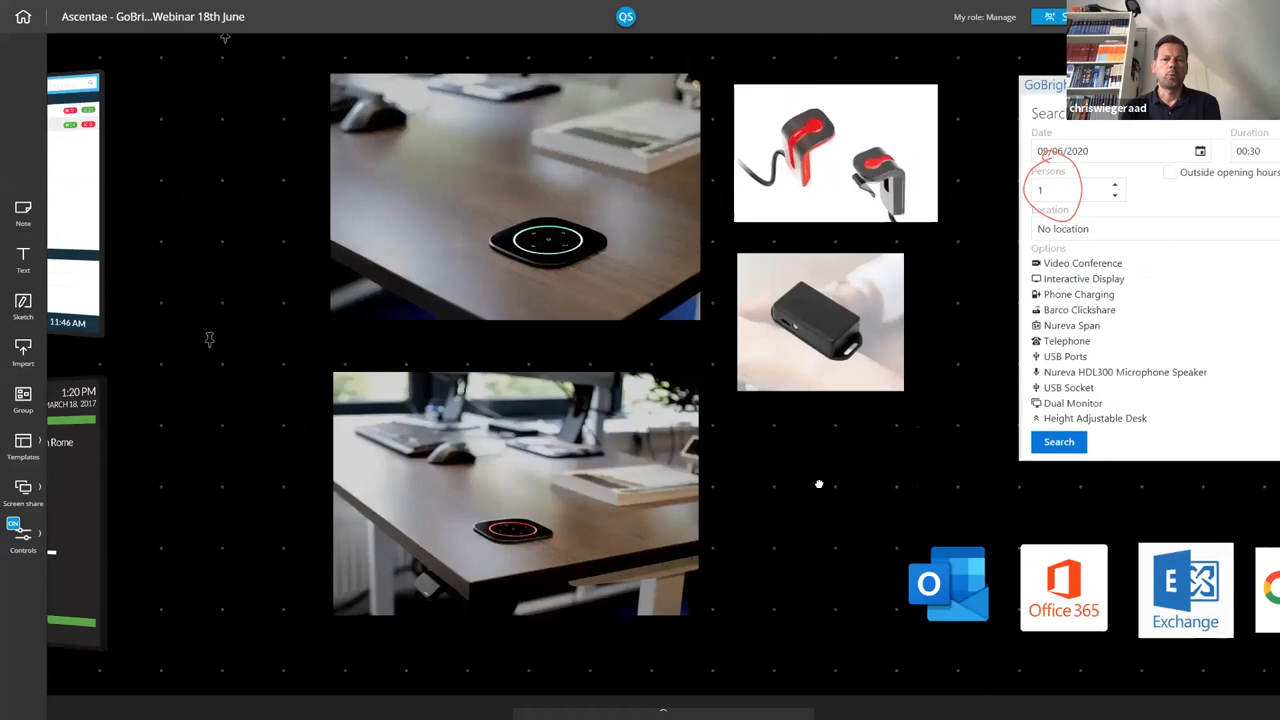 Ascentae - GoBri...Webinar 18th June
QS
My role: Manage
chriswiegeraad
Note
Text
Sketch
Import
Group
Templates
Screen share
ON
Controls
11:46 AM
1:20 PM
MARCH 18, 2017
n Rome
GoBrigh
Sear
Date
Duration
09/06/2020
00:30
Persons
Outside opening hours
1
Location
No location
Options
Video Conference
Interactive Display
Phone Charging
Barco Clickshare
Nureva Span
Telephone
USB Ports
Nureva HDL300 Microphone Speaker
USB Socket
Dual Monitor
Height Adjustable Desk
Search
Office 365
Exchange